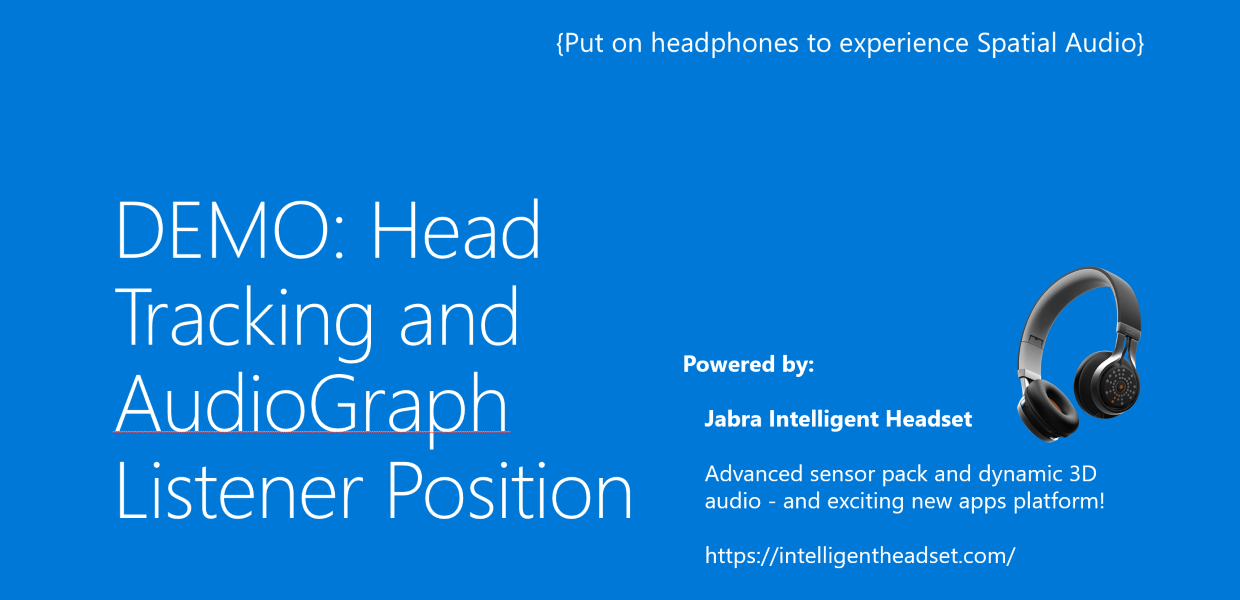 {Put on headphones to experience Spatial Audio}
DEMO: Head
Tracking and
AudioGraph
Listener Position
Powered by:
Jabra Intelligent Headset
Advanced sensor pack and dynamic 3D
audio - and exciting new apps platform!
https://intelligentheadset.com/